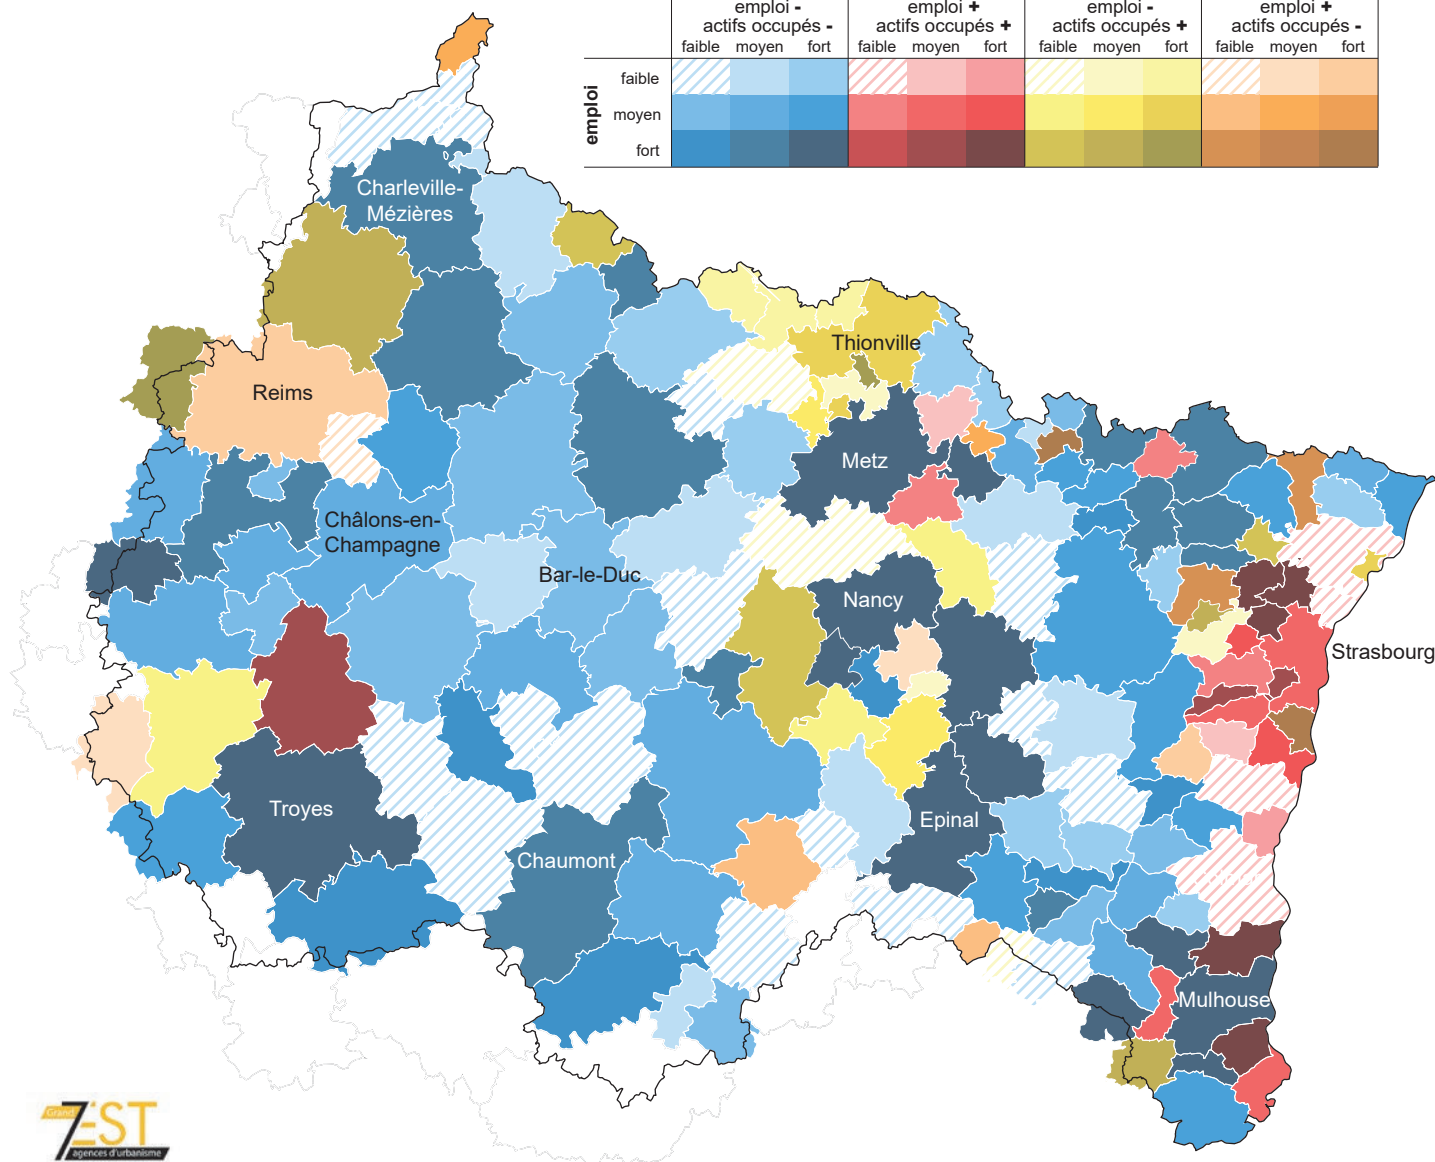 emploi - emploi + emploi - emploi +
actifs occupés - actifs occupés + actifs occupés + actifs occupés -
faible moyen fort faible moyen fort faible moyen fort faible moyen fort
emploi
faible
moyen
fort
Charleville-
Mézières
Thionville
Reims
Metz
Châlons-en-
Champagne
Bar-le-Duc
Nancy
Strasbourg
Troyes
Epinal
Chaumont
Mulhouse
Grand
7EST
agences d'urbanisme